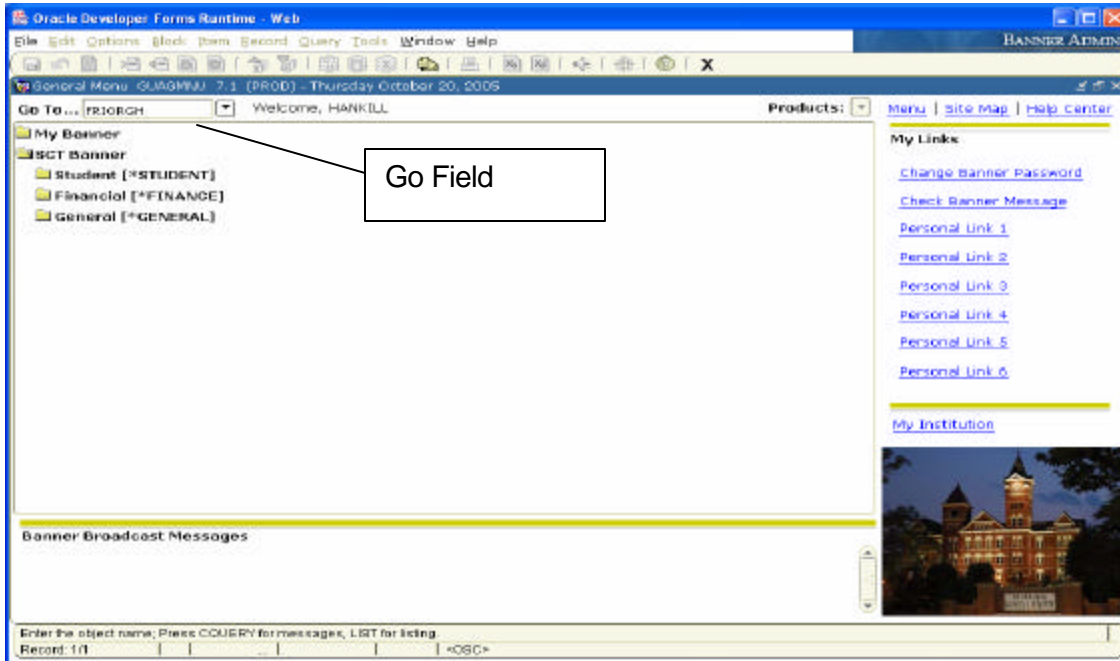 Oracle Developer Forms Runtime - Web
File Edit Options Block Item Record Query Tools Window Help
BANNER ADMIN
X
General Menu GUAGMNU 7.1 (PROD) - Thursday October 20, 2005
Go To... FRIORGH Welcome, HANKILL Products: Menu | Site Map | Help Center
My Banner
SCT Banner
Student [*STUDENT]
Financial [*FINANCE]
General [*GENERAL]
Go Field
My Links
Change Banner Password
Check Banner Message
Personal Link 1
Personal Link 2
Personal Link 3
Personal Link 4
Personal Link 5
Personal Link 6
My Institution
Banner Broadcast Messages
Enter the object name; Press COUERY for messages, LIST for listing.
Record: 1/1 ... <OSC>